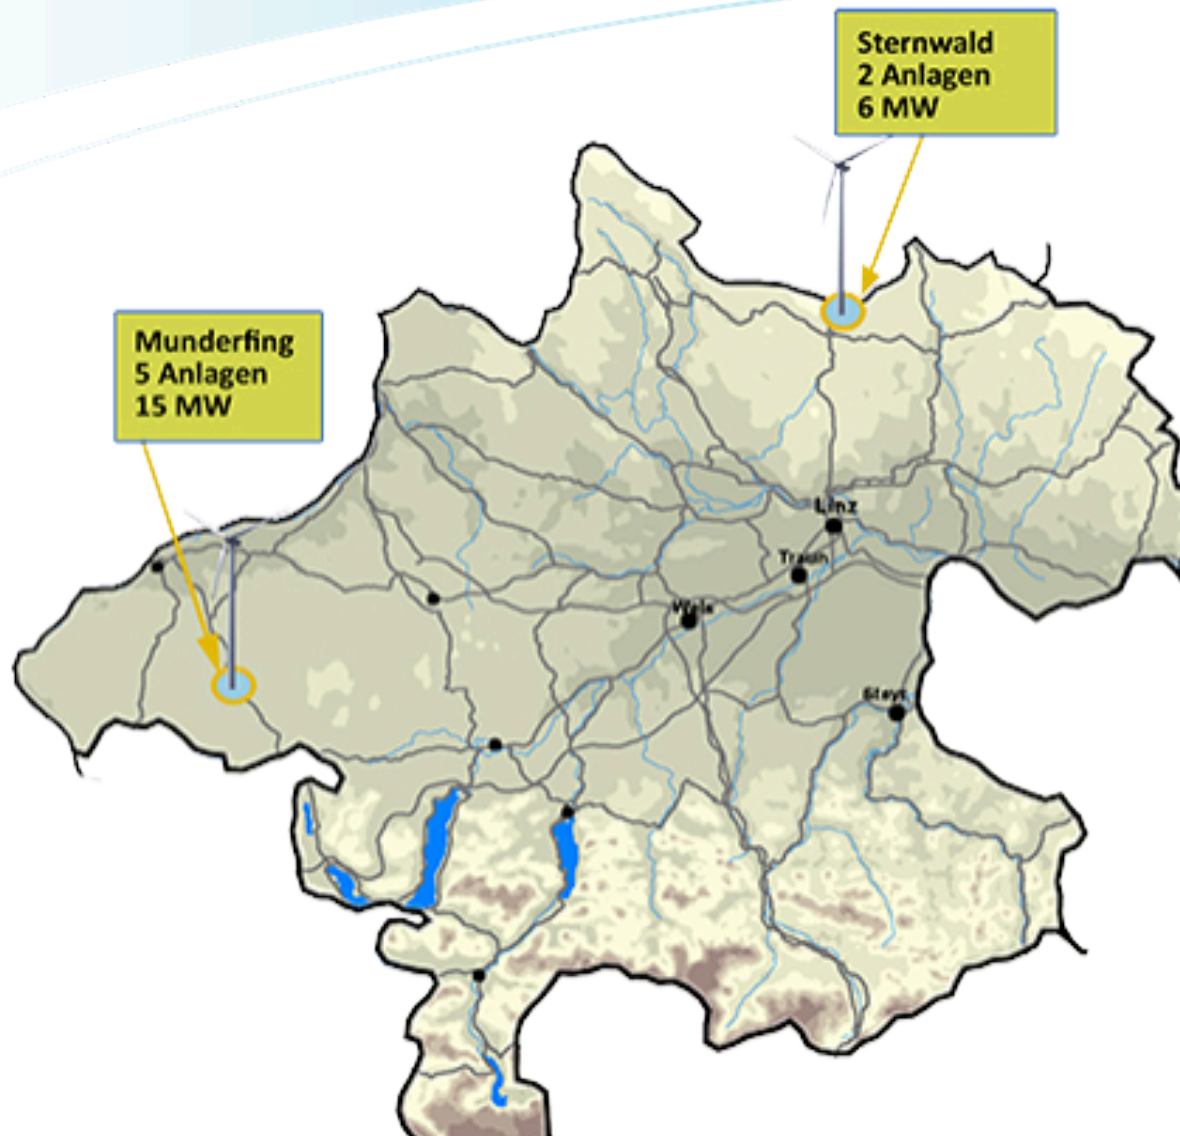 Sternwald
2 Anlagen
6 MW
Munderfing
5 Anlagen
15 MW
Linz
Traun
Wels
Steyr